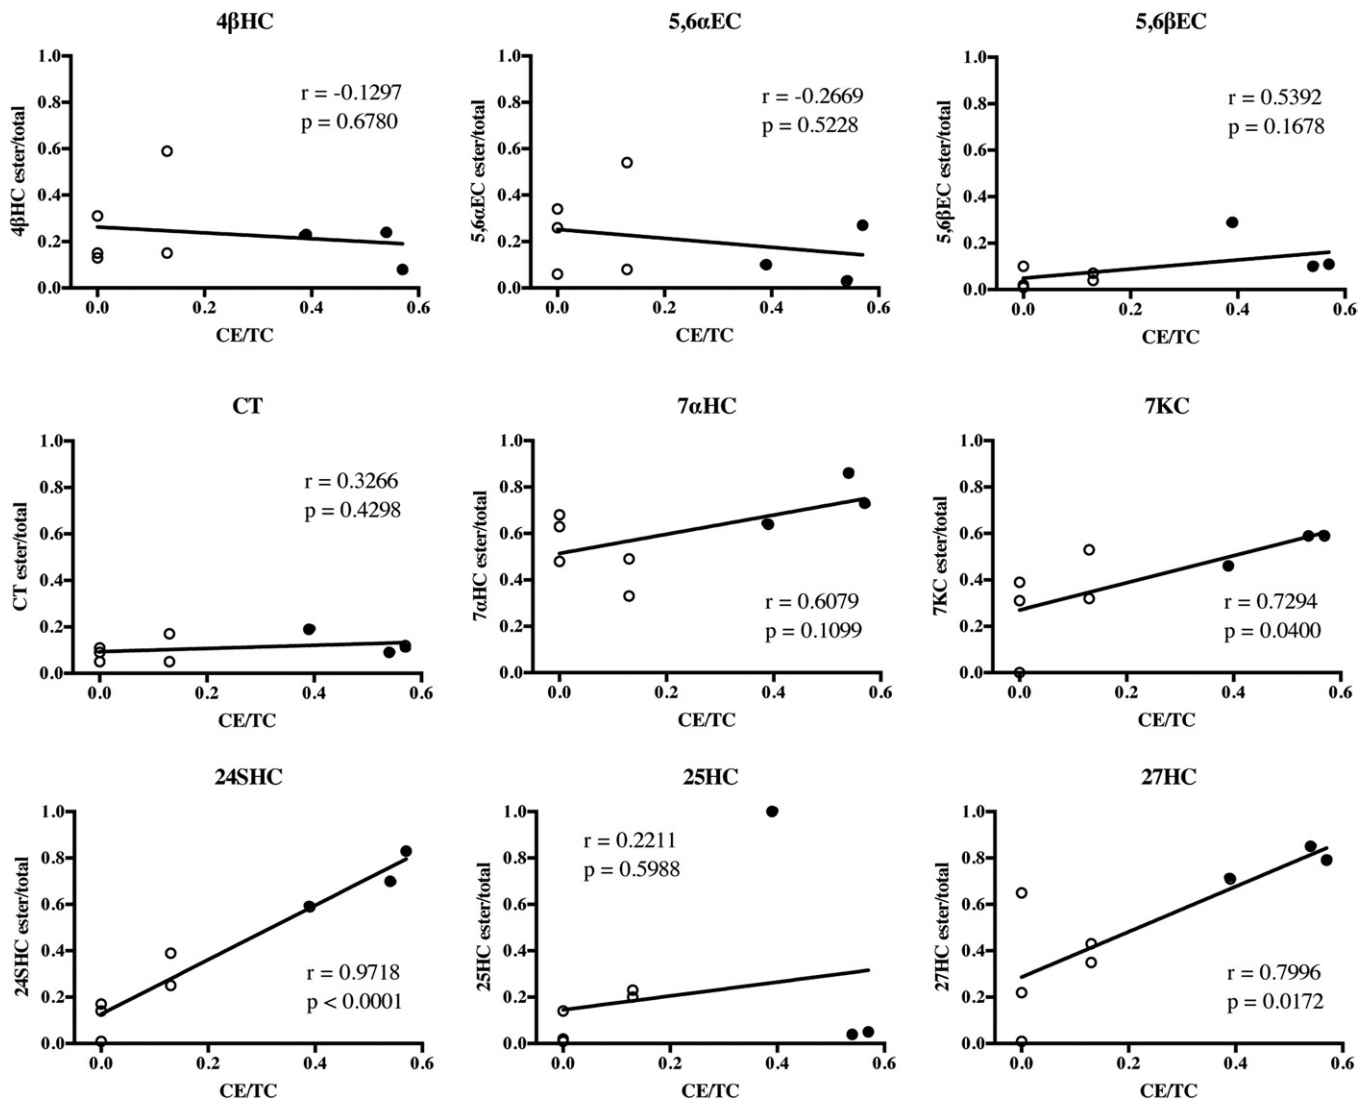 4βHC
4βHC ester/total
1.0
0.8
0.6
0.4
0.2
0.0
r = -0.1297
p = 0.6780
0.0 0.2 0.4 0.6
CE/TC
5,6αEC
5,6αEC ester/total
1.0
0.8
0.6
0.4
0.2
0.0
r = -0.2669
p = 0.5228
0.0 0.2 0.4 0.6
CE/TC
5,6βEC
5,6βEC ester/total
1.0
0.8
0.6
0.4
0.2
0.0
r = 0.5392
p = 0.1678
0.0 0.2 0.4 0.6
CE/TC
CT
CT ester/total
1.0
0.8
0.6
0.4
0.2
0.0
r = 0.3266
p = 0.4298
0.0 0.2 0.4 0.6
CE/TC
7αHC
7αHC ester/total
1.0
0.8
0.6
0.4
0.2
0.0
r = 0.6079
p = 0.1099
0.0 0.2 0.4 0.6
CE/TC
7KC
7KC ester/total
1.0
0.8
0.6
0.4
0.2
0.0
r = 0.7294
p = 0.0400
0.0 0.2 0.4 0.6
CE/TC
24SHC
24SHC ester/total
1.0
0.8
0.6
0.4
0.2
0.0
r = 0.9718
p < 0.0001
0.0 0.2 0.4 0.6
CE/TC
25HC
25HC ester/total
1.0
0.8
0.6
0.4
0.2
0.0
r = 0.2211
p = 0.5988
0.0 0.2 0.4 0.6
CE/TC
27HC
27HC ester/total
1.0
0.8
0.6
0.4
0.2
0.0
r = 0.7996
p = 0.0172
0.0 0.2 0.4 0.6
CE/TC